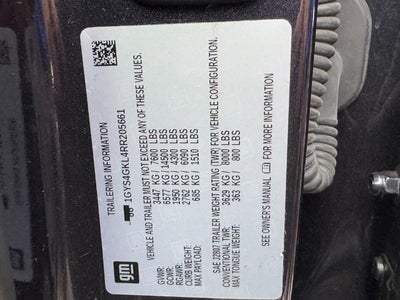 gm
TRAILERING INFORMATION
1GYS4GKL4RR205661
VEHICLE AND TRAILER MUST NOT EXCEED ANY OF THESE VALUES.
GVWR: 3447 KG / 7600 LBS
GCWR: 6577 KG / 14500 LBS
RGAWR: 1950 KG / 4300 LBS
CURB WEIGHT: 2762 KG / 6090 LBS
MAX PAYLOAD: 685 KG / 1510 LBS
SAE J2807 TRAILER WEIGHT RATING (TWR) FOR VEHICLE CONFIGURATION.
CONVENTIONAL TWR: 3629 KG / 8000 LBS
MAX TONGUE WEIGHT: 363 KG / 800 LBS
SEE OWNER'S MANUAL FOR MORE INFORMATION